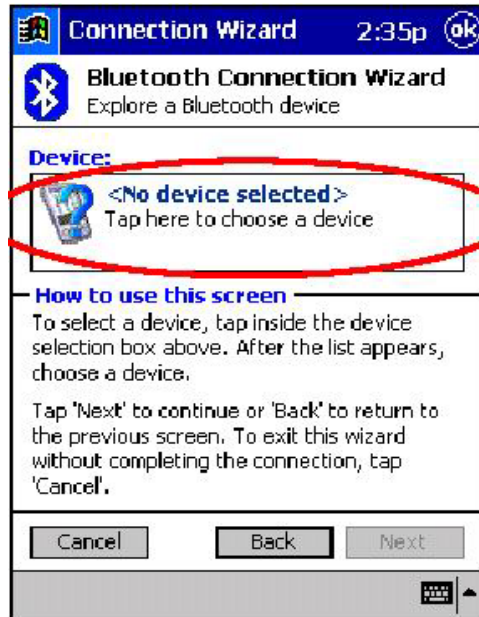 Connection Wizard 2:35p ok
Bluetooth Connection Wizard
Explore a Bluetooth device
Device:
<No device selected>
Tap here to choose a device
How to use this screen
To select a device, tap inside the device
selection box above. After the list appears,
choose a device.
Tap 'Next' to continue or 'Back' to return to
the previous screen. To exit this wizard
without completing the connection, tap
'Cancel'.
Cancel Back Next